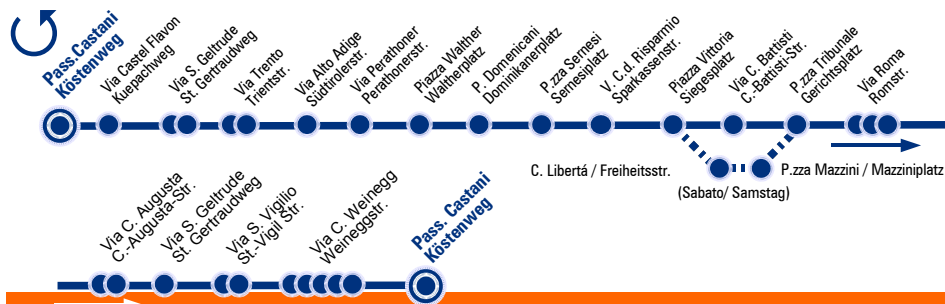 Pass.Castani
Köstenweg
Via Castel Flavon
Kuepachweg
Via S. Geltrude
St. Gertraudweg
Via Trento
Trientstr.
Via Alto Adige
Südtirolerstr.
Via Perathoner
Perathonerstr.
Piazza Walther
Waltherplatz
P. Domenicani
Dominikanerplatz
P.zza Sernesi
Sernesiplatz
V. C.d. Risparmio
Sparkassenstr.
Piazza Vittoria
Siegesplatz
Via C. Battisti
C.-Battisti-Str.
P.zza Tribunale
Gerichtsplatz
Via Roma
Romstr.
C. Libertá / Freiheitsstr.
P.zza Mazzini / Mazziniplatz
(Sabato/ Samstag)
Via C. Augusta
C.-Augusta-Str.
Via S. Geltrude
St. Gertraudweg
Via S. Vigilio
St.-Vigil Str.
Via C. Weinegg
Weineggstr.
Pass. Castani
Köstenweg